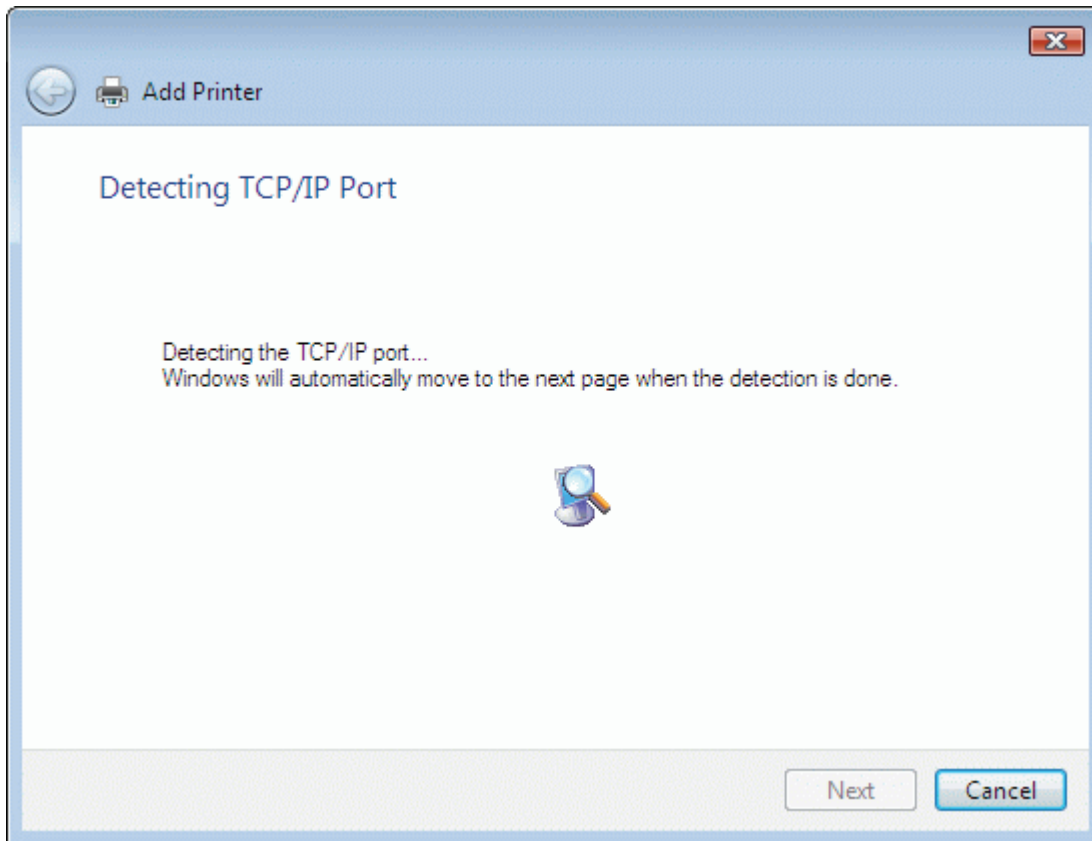 Add Printer
Detecting TCP/IP Port
Detecting the TCP/IP port...
Windows will automatically move to the next page when the detection is done.
Next
Cancel